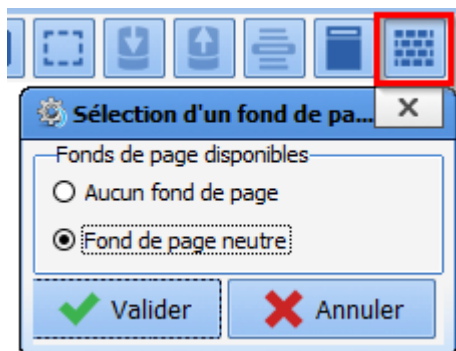 Sélection d'un fond de pa...
Fonds de page disponibles
Aucun fond de page
Fond de page neutre
Valider
Annuler